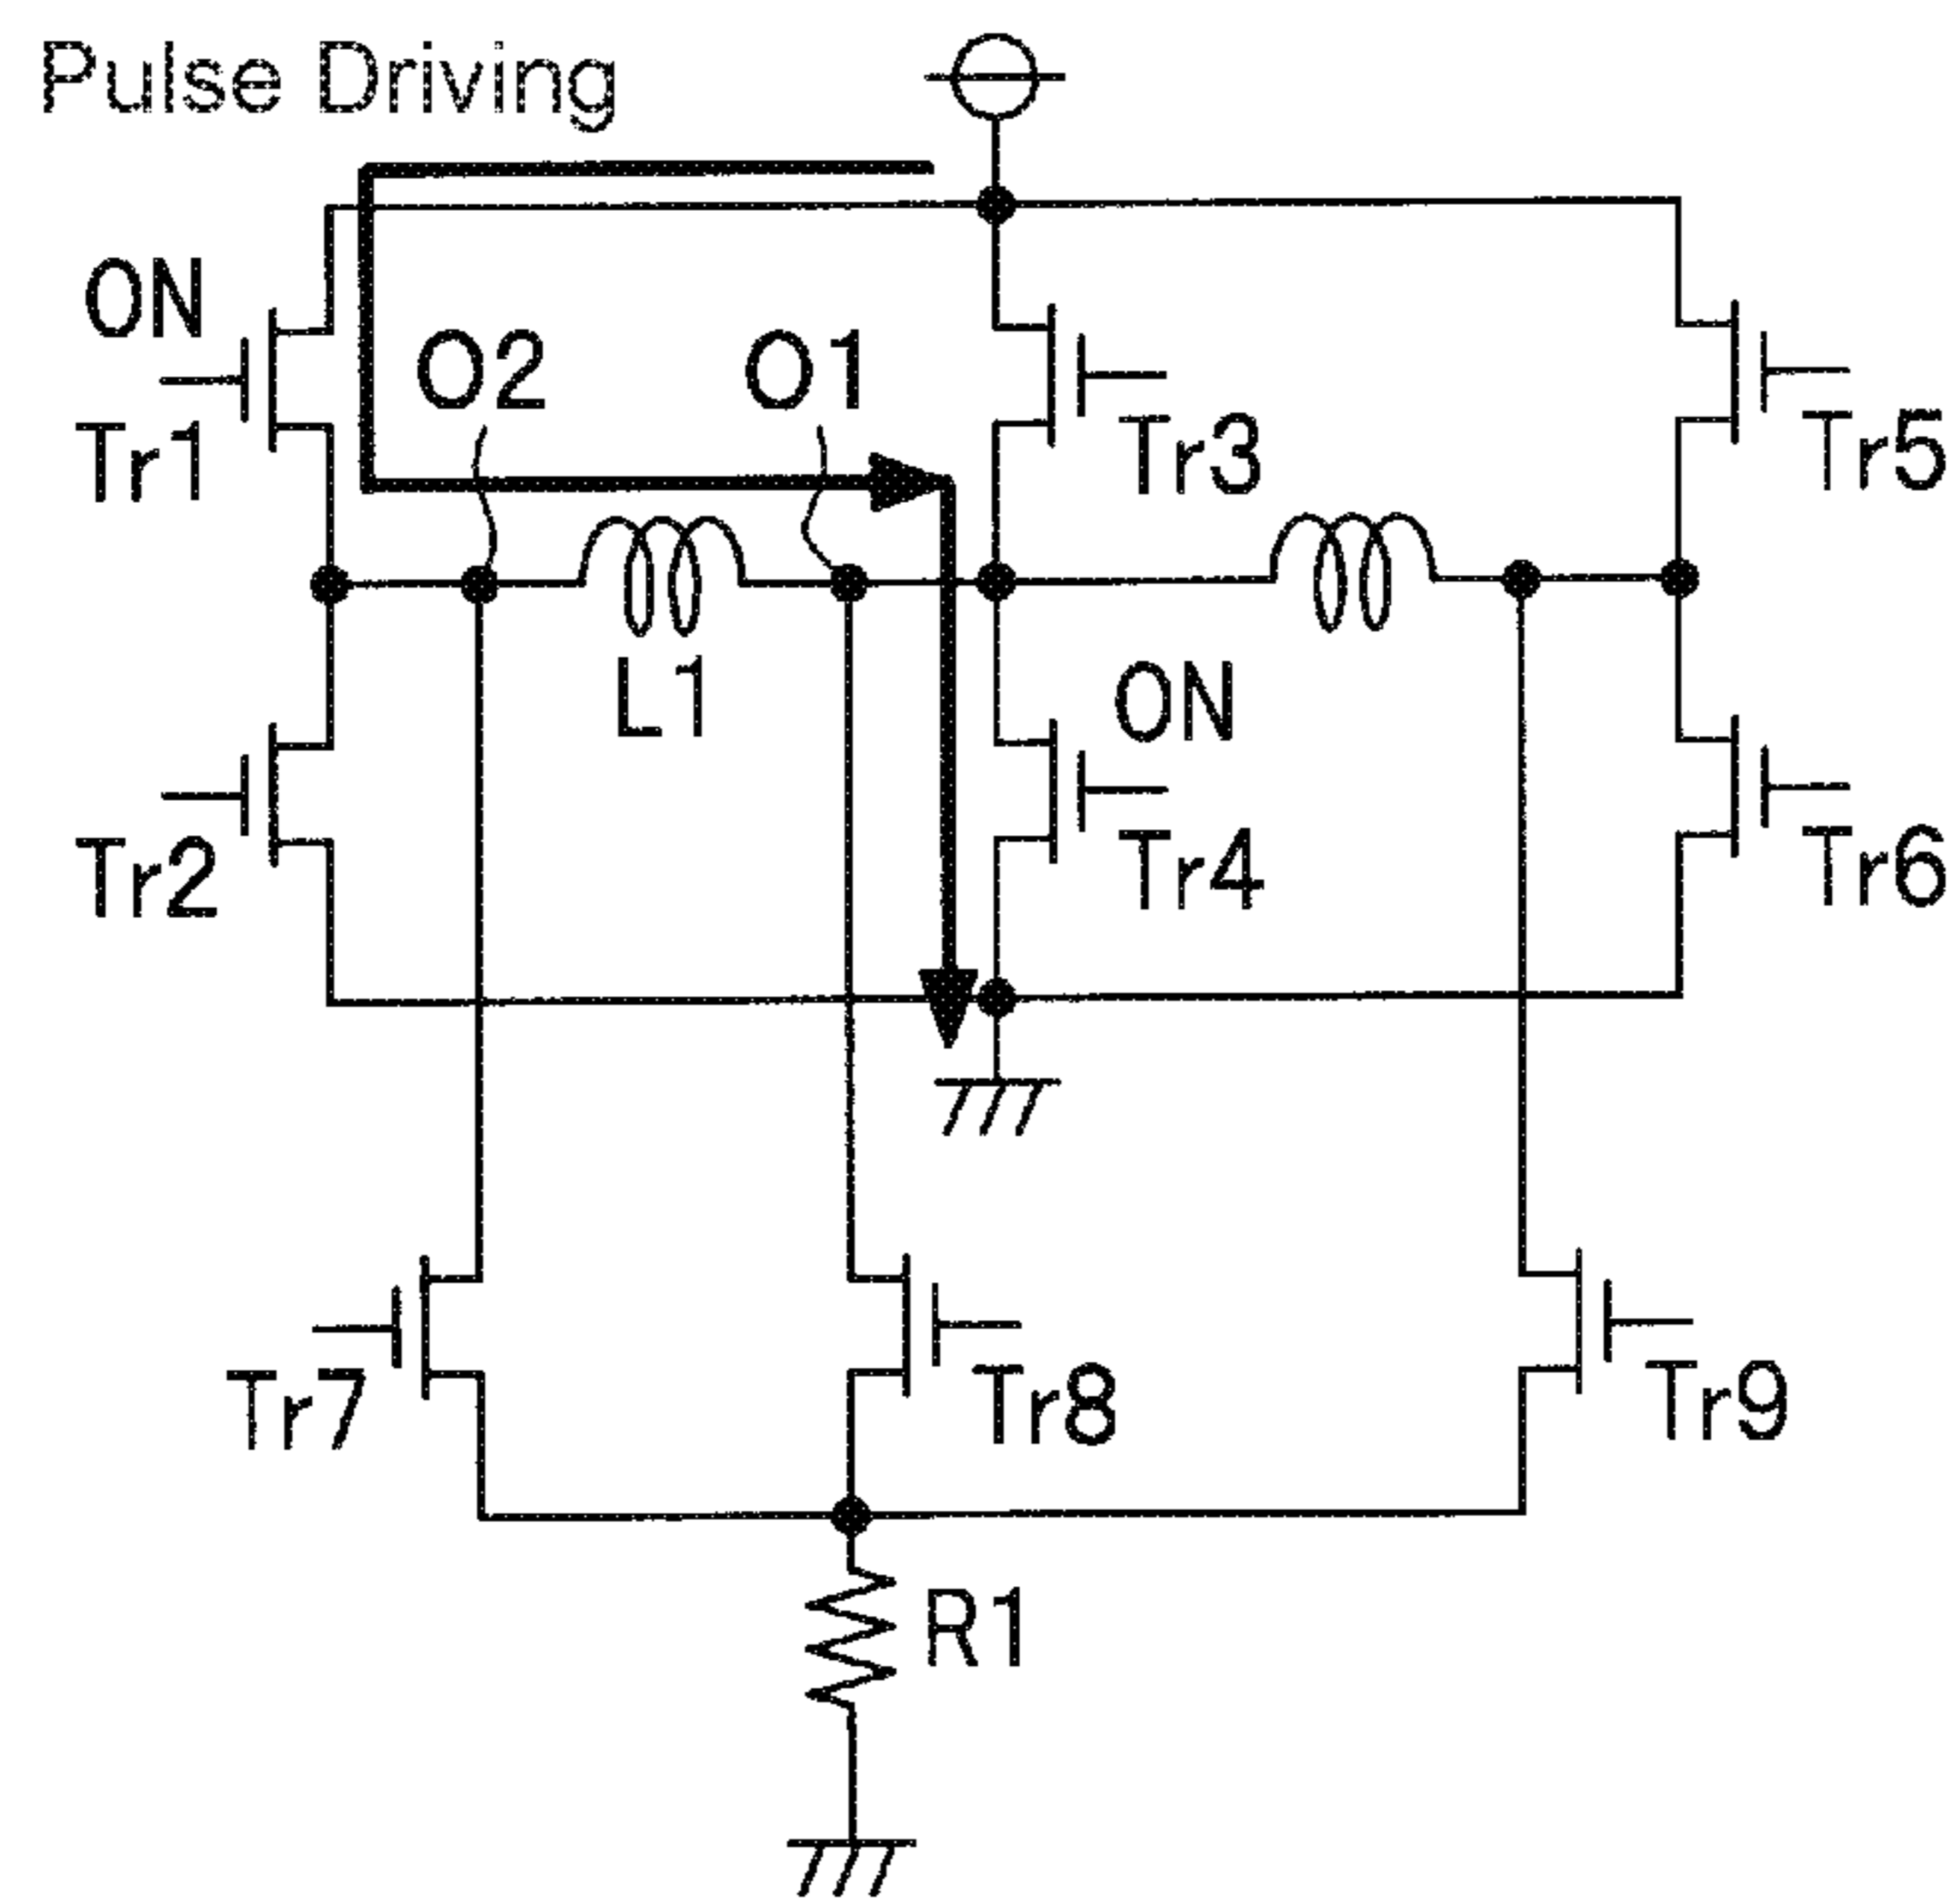 Pulse Driving
ON
Tr1
O2
O1
Tr3
Tr5
L1
ON
Tr2
Tr4
Tr6
Tr7
Tr8
Tr9
R1